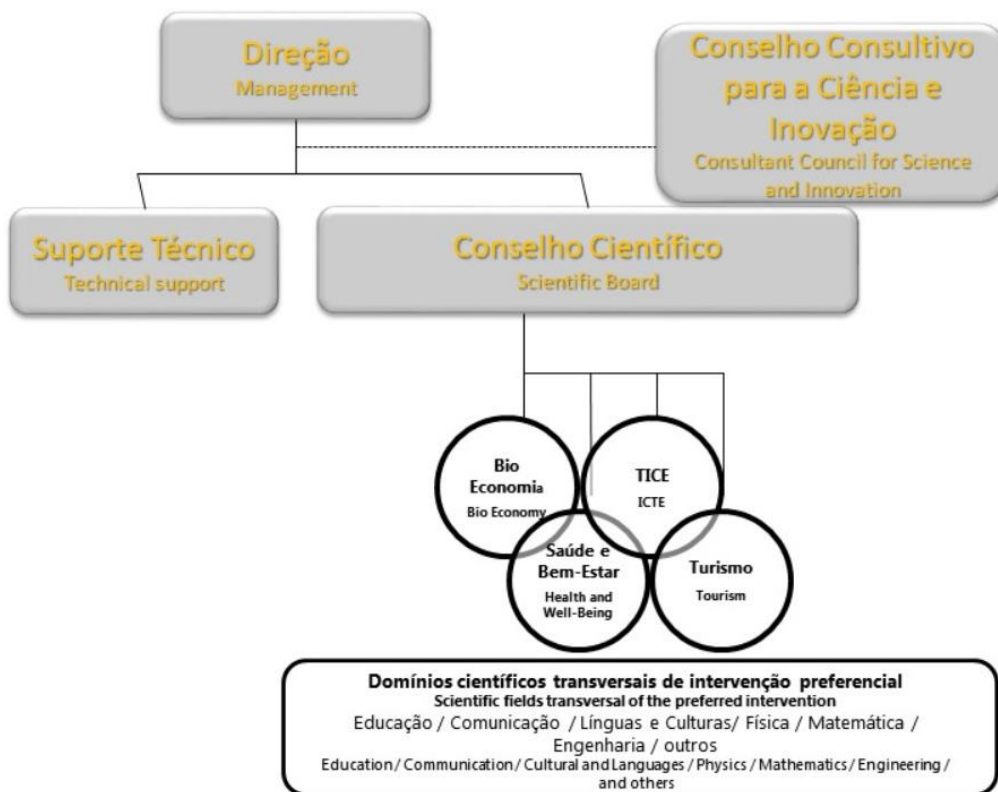 Direção
Management
Conselho Consultivo
para a Ciência e
Inovação
Consultant Council for Science
and Innovation
Suporte Técnico
Technical support
Conselho Científico
Scientific Board
Bio
Economia
Bio Economy
TICE
ICTE
Saúde e
Bem-Estar
Health and
Well-Being
Turismo
Tourism
Domínios científicos transversais de intervenção preferencial
Scientific fields transversal of the preferred intervention
Educação / Comunicação / Línguas e Culturas/ Física / Matemática /
Engenharia / outros
Education / Communication / Cultural and Languages / Physics / Mathematics / Engineering /
and others